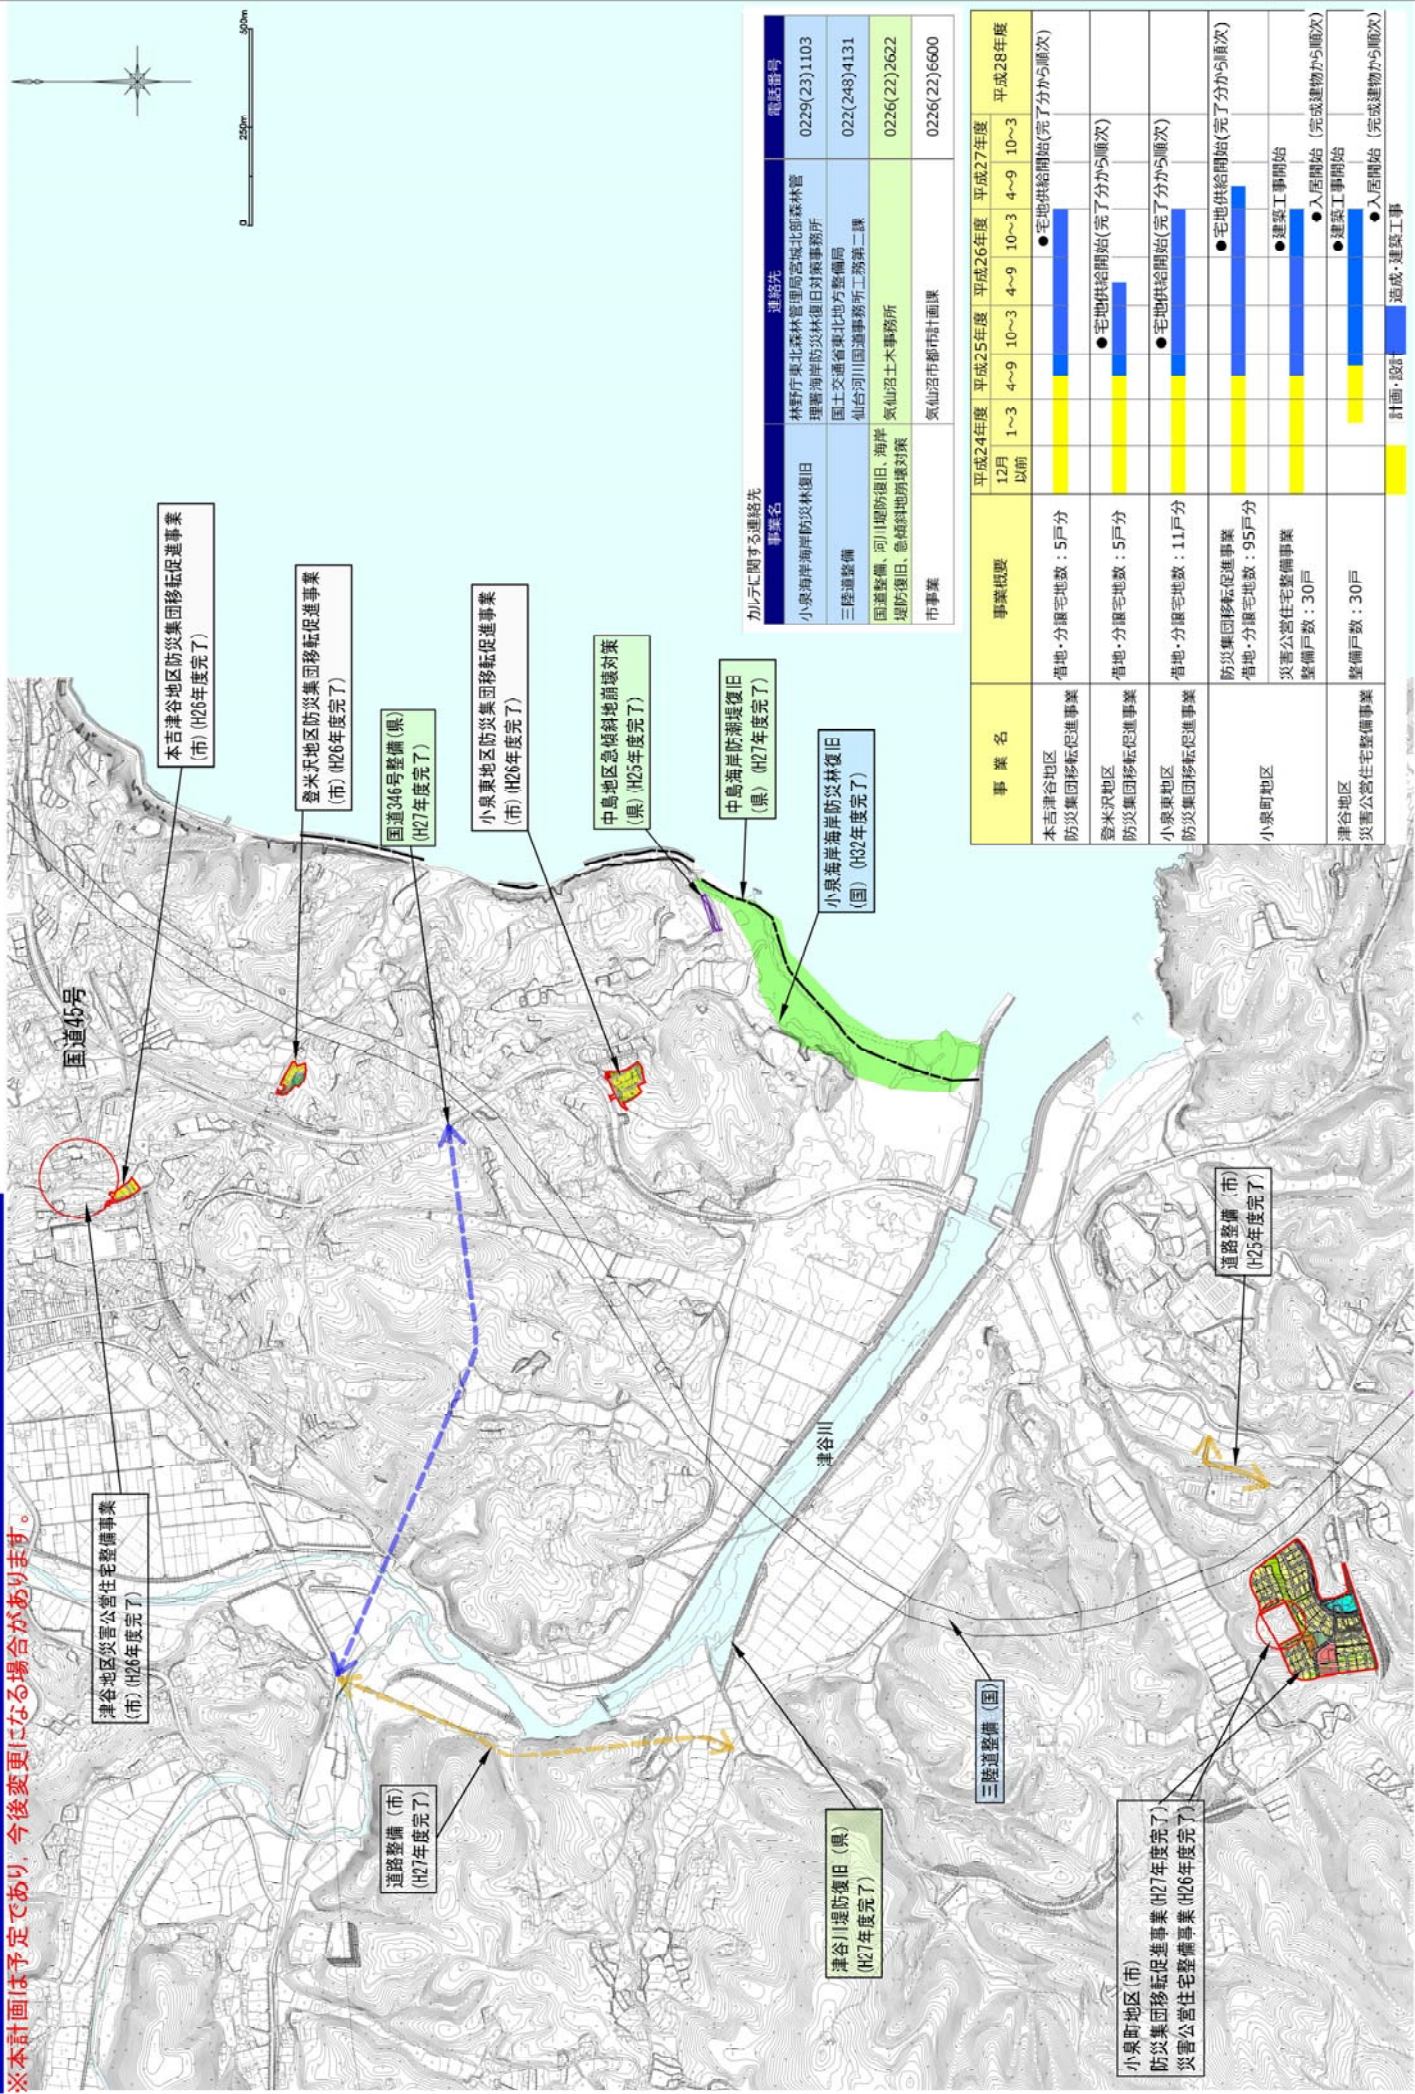 ※本計画は予定であり，今後変更になる場合があります。
津谷地区災害公営住宅整備事業
(市)(H26年度完了)
国道45号
本吉津谷地区防災集団移転促進事業
(市)(H26年度完了)
登米沢地区防災集団移転促進事業
(市)(H26年度完了)
国道346号整備(県)
(H27年度完了)
小泉東地区防災集団移転促進事業
(市)(H26年度完了)
中島地区急傾斜地崩壊対策
(県)(H25年度完了)
中島海岸防潮堤復旧
(県)(H27年度完了)
小泉海岸海岸防災林復旧
(国)(H32年度完了)
道路整備（市）
(H27年度完了)
津谷川堤防復旧（県）
(H27年度完了)
津谷川
三陸道整備（国）
道路整備（市）
(H25年度完了)
小泉町地区(市)
防災集団移転促進事業(H27年度完了)
災害公営住宅整備事業(H26年度完了)
0 250m 500m
カルテに関する連絡先
事業名 連絡先 電話番号
小泉海岸海岸防災林復旧 林野庁東北森林管理局宮城北部森林管
理署海岸防災林復旧対策事務所 0229(23)1103
三陸道整備 国土交通省東北地方整備局
仙台河川国道事務所工務第二課 022(248)4131
国道整備、河川堤防復旧、海岸
堤防復旧、急傾斜地崩壊対策 気仙沼土木事務所 0226(22)2622
市事業 気仙沼市都市計画課 0226(22)6600
事業名 事業概要 平成24年度 平成25年度 平成26年度 平成27年度 平成28年度
12月
以前 1～3 4～9 10～3 4～9 10～3 4～9 10～3
本吉津谷地区
防災集団移転促進事業 借地・分譲宅地数：5戸分 ●宅地供給開始(完了分から順次)
登米沢地区
防災集団移転促進事業 借地・分譲宅地数：5戸分 ●宅地供給開始(完了分から順次)
小泉東地区
防災集団移転促進事業 借地・分譲宅地数：11戸分 ●宅地供給開始(完了分から順次)
小泉町地区
防災集団移転促進事業
借地・分譲宅地数：95戸分 ●宅地供給開始(完了分から順次)
災害公営住宅整備事業
整備戸数：30戸 ●建築工事開始
●入居開始（完成建物から順次）
津谷地区
災害公営住宅整備事業 整備戸数：30戸 ●建築工事開始
●入居開始（完成建物から順次）
計画・設計 造成・建築工事